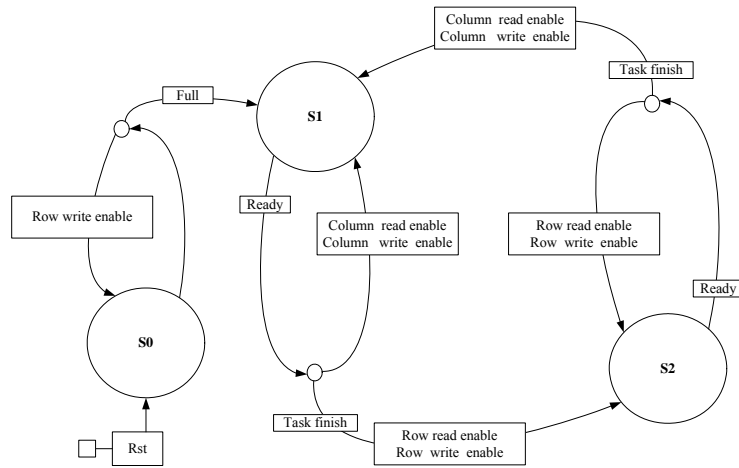 Column read enable
Column write enable
Task finish
Full
S1
Row write enable
Ready
Column read enable
Column write enable
Row read enable
Row write enable
Ready
S0
S2
Task finish
Row read enable
Row write enable
Rst